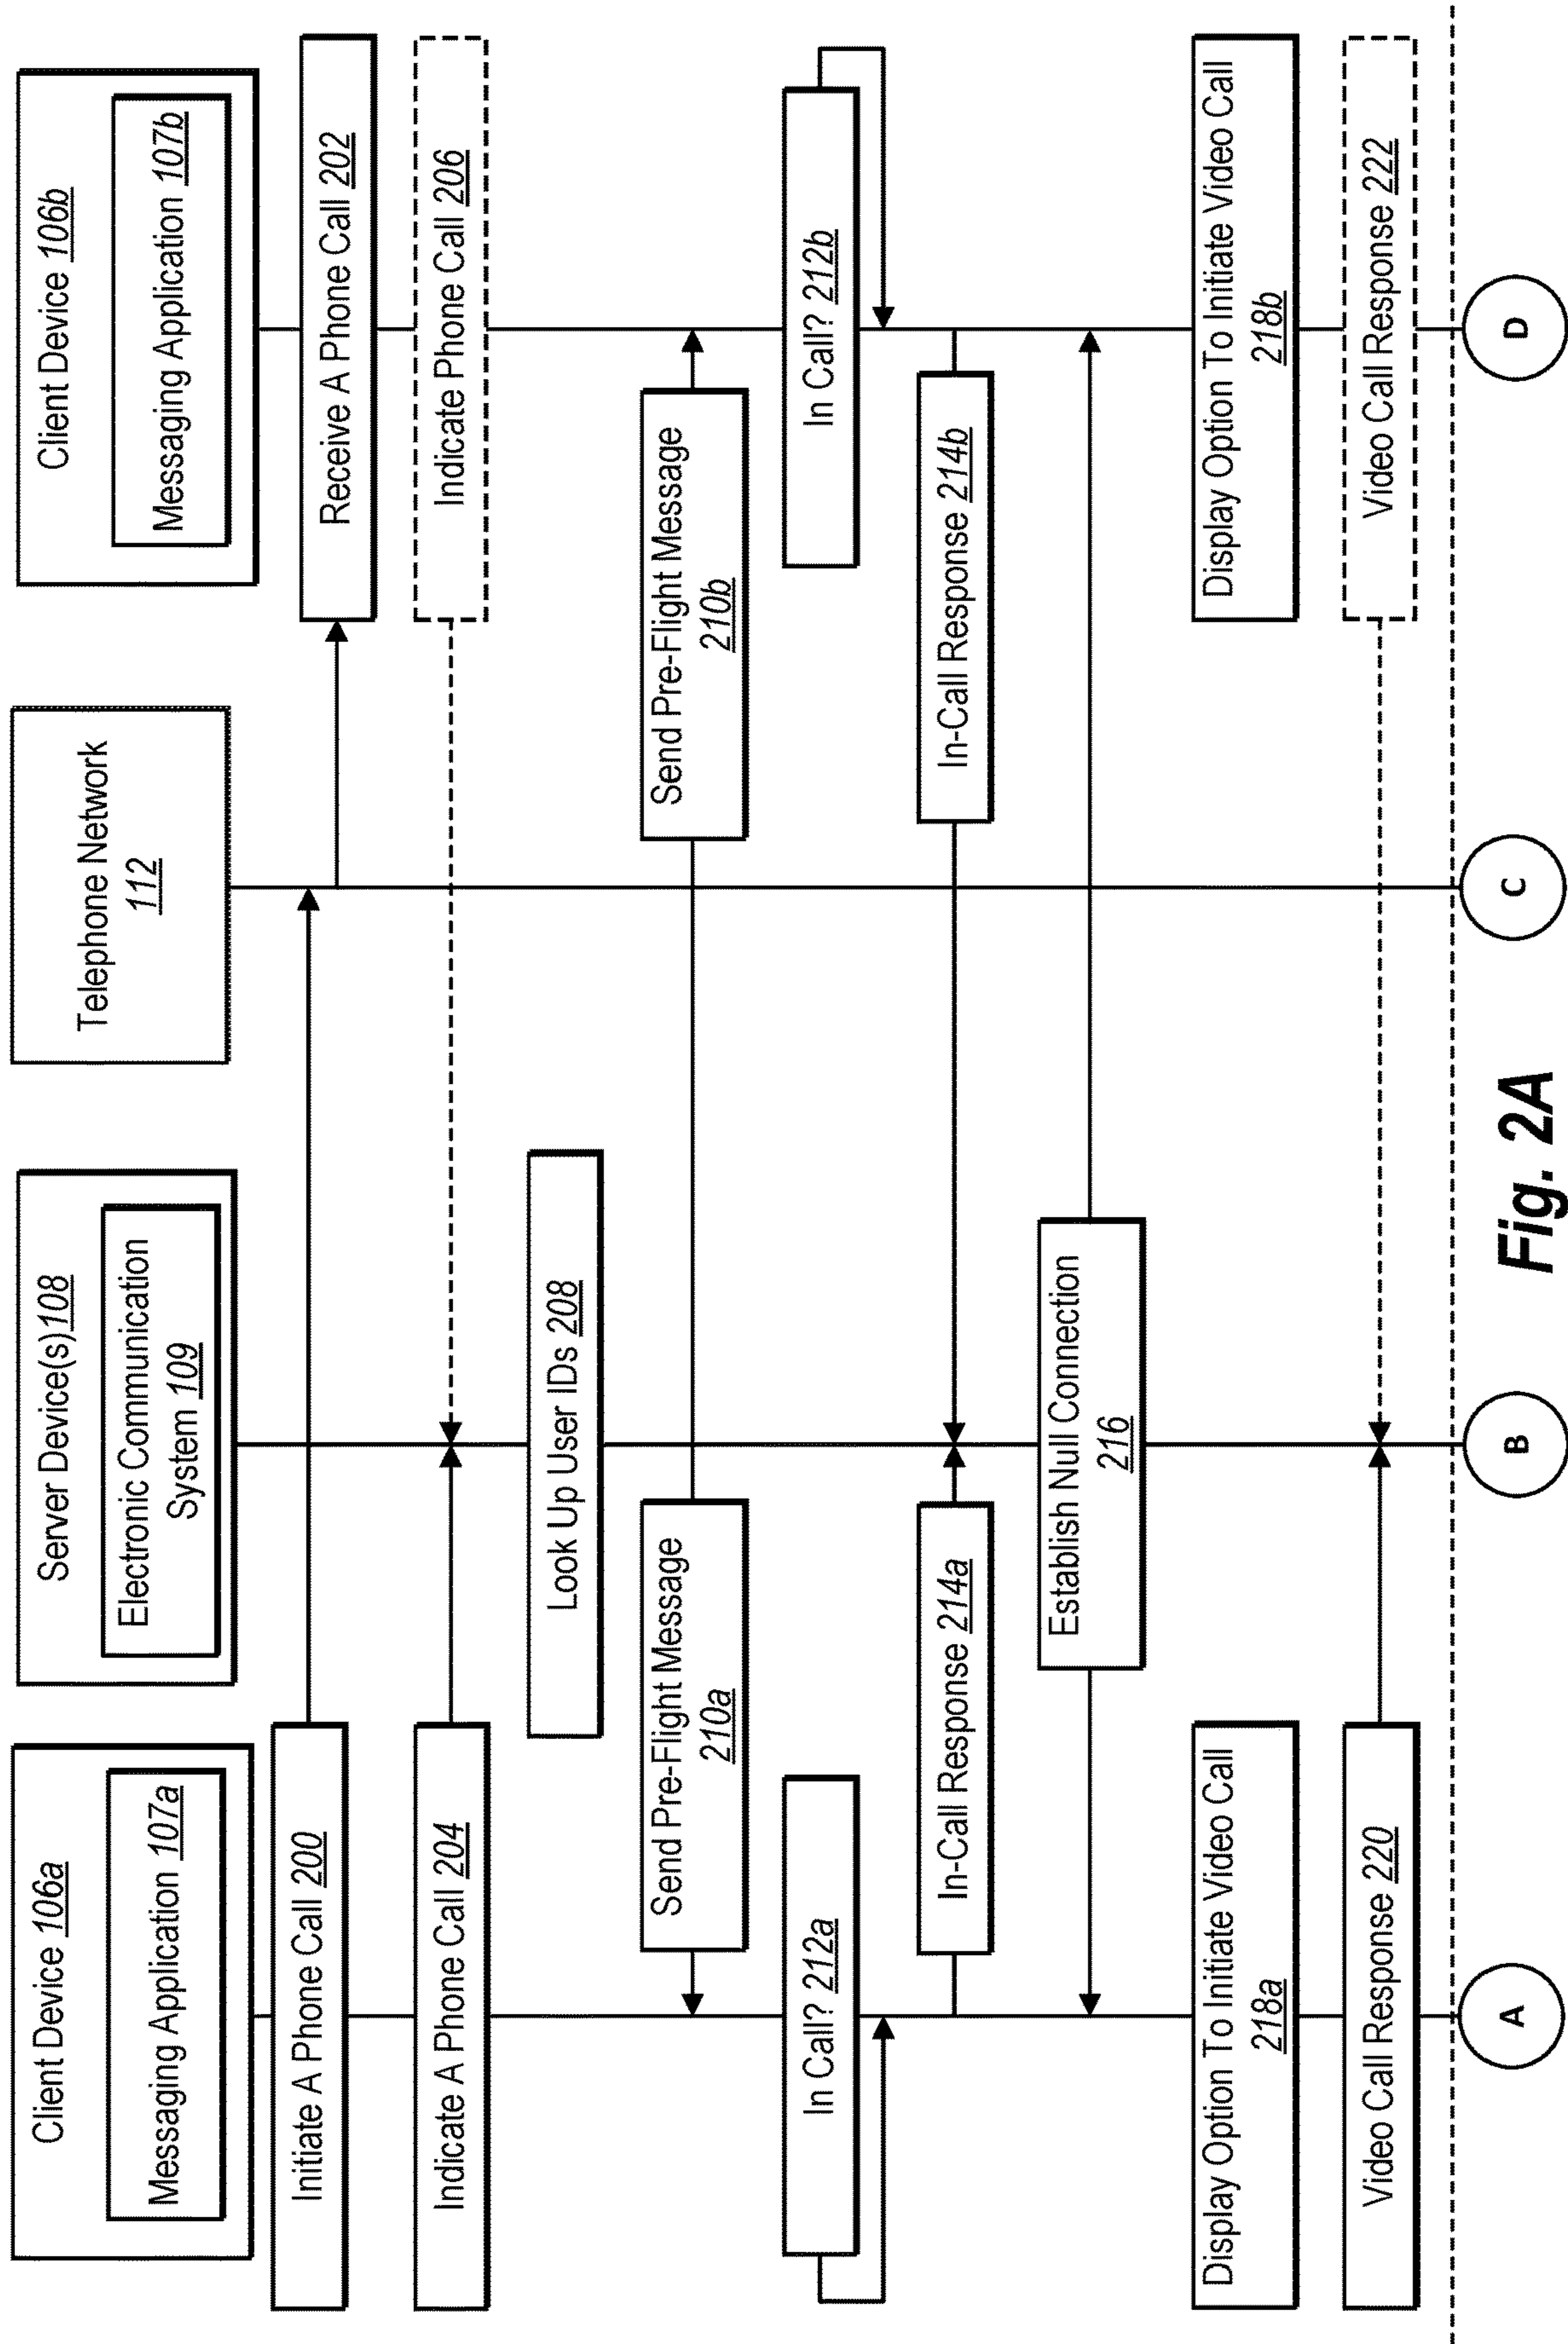 Client Device 106a
Messaging Application 107a
Server Device(s) 108
Electronic Communication
System 109
Telephone Network
112
Client Device 106b
Messaging Application 107b
Initiate A Phone Call 200
Receive A Phone Call 202
Indicate A Phone Call 204
Indicate Phone Call 206
Look Up User IDs 208
Send Pre-Flight Message
210a
Send Pre-Flight Message
210b
In Call? 212a
In Call? 212b
In-Call Response 214a
In-Call Response 214b
Establish Null Connection
216
Display Option To Initiate Video Call
218a
Display Option To Initiate Video Call
218b
Video Call Response 220
Video Call Response 222
A
B
C
D
Fig. 2A